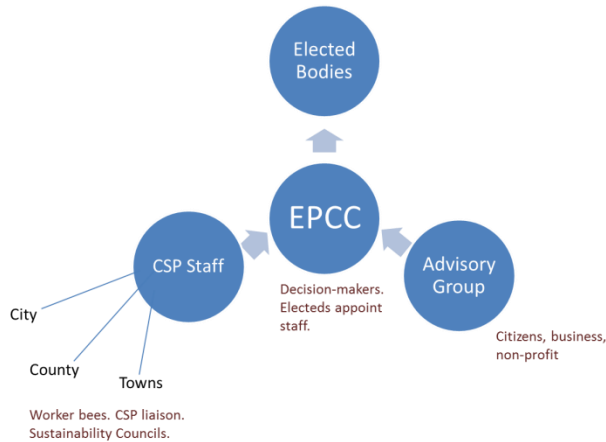 Elected
Bodies
EPCC
CSP Staff
Advisory
Group
Decision-makers.
Electeds appoint
staff.
City
County
Towns
Citizens, business,
non-profit
Worker bees. CSP liaison.
Sustainability Councils.